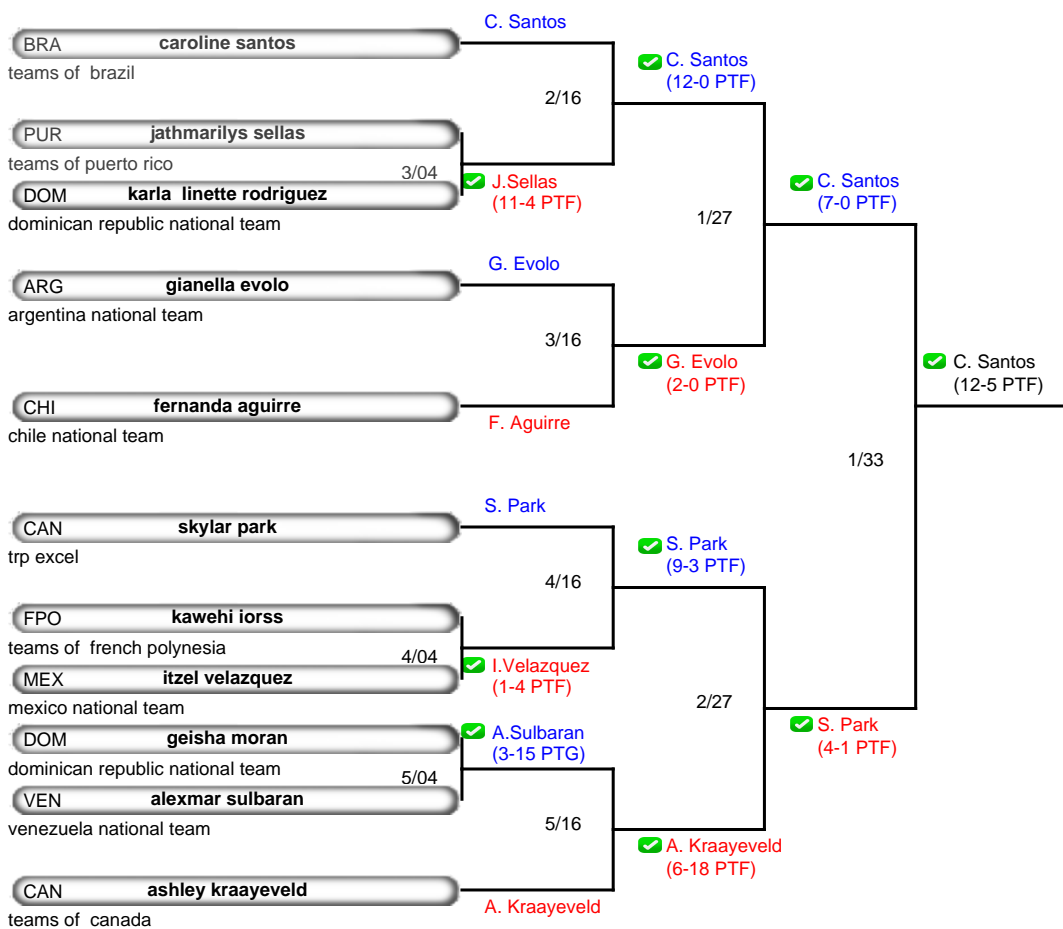 C. Santos
BRA caroline santos
teams of  brazil
C. Santos
(12-0 PTF)
2/16
PUR jathmarilys sellas
teams of puerto rico
3/04
DOM karla  linette rodriguez
dominican republic national team
J.Sellas
(11-4 PTF)
C. Santos
(7-0 PTF)
1/27
G. Evolo
ARG gianella evolo
argentina national team
3/16
G. Evolo
(2-0 PTF)
C. Santos
(12-5 PTF)
CHI fernanda aguirre
chile national team
F. Aguirre
1/33
S. Park
CAN skylar park
trp excel
S. Park
(9-3 PTF)
4/16
FPO kawehi iorss
teams of  french polynesia
4/04
MEX itzel velazquez
mexico national team
I.Velazquez
(1-4 PTF)
2/27
S. Park
(4-1 PTF)
DOM geisha moran
dominican republic national team
A.Sulbaran
(3-15 PTG)
5/04
VEN alexmar sulbaran
venezuela national team
5/16
A. Kraayeveld
(6-18 PTF)
CAN ashley kraayeveld
teams of  canada
A. Kraayeveld